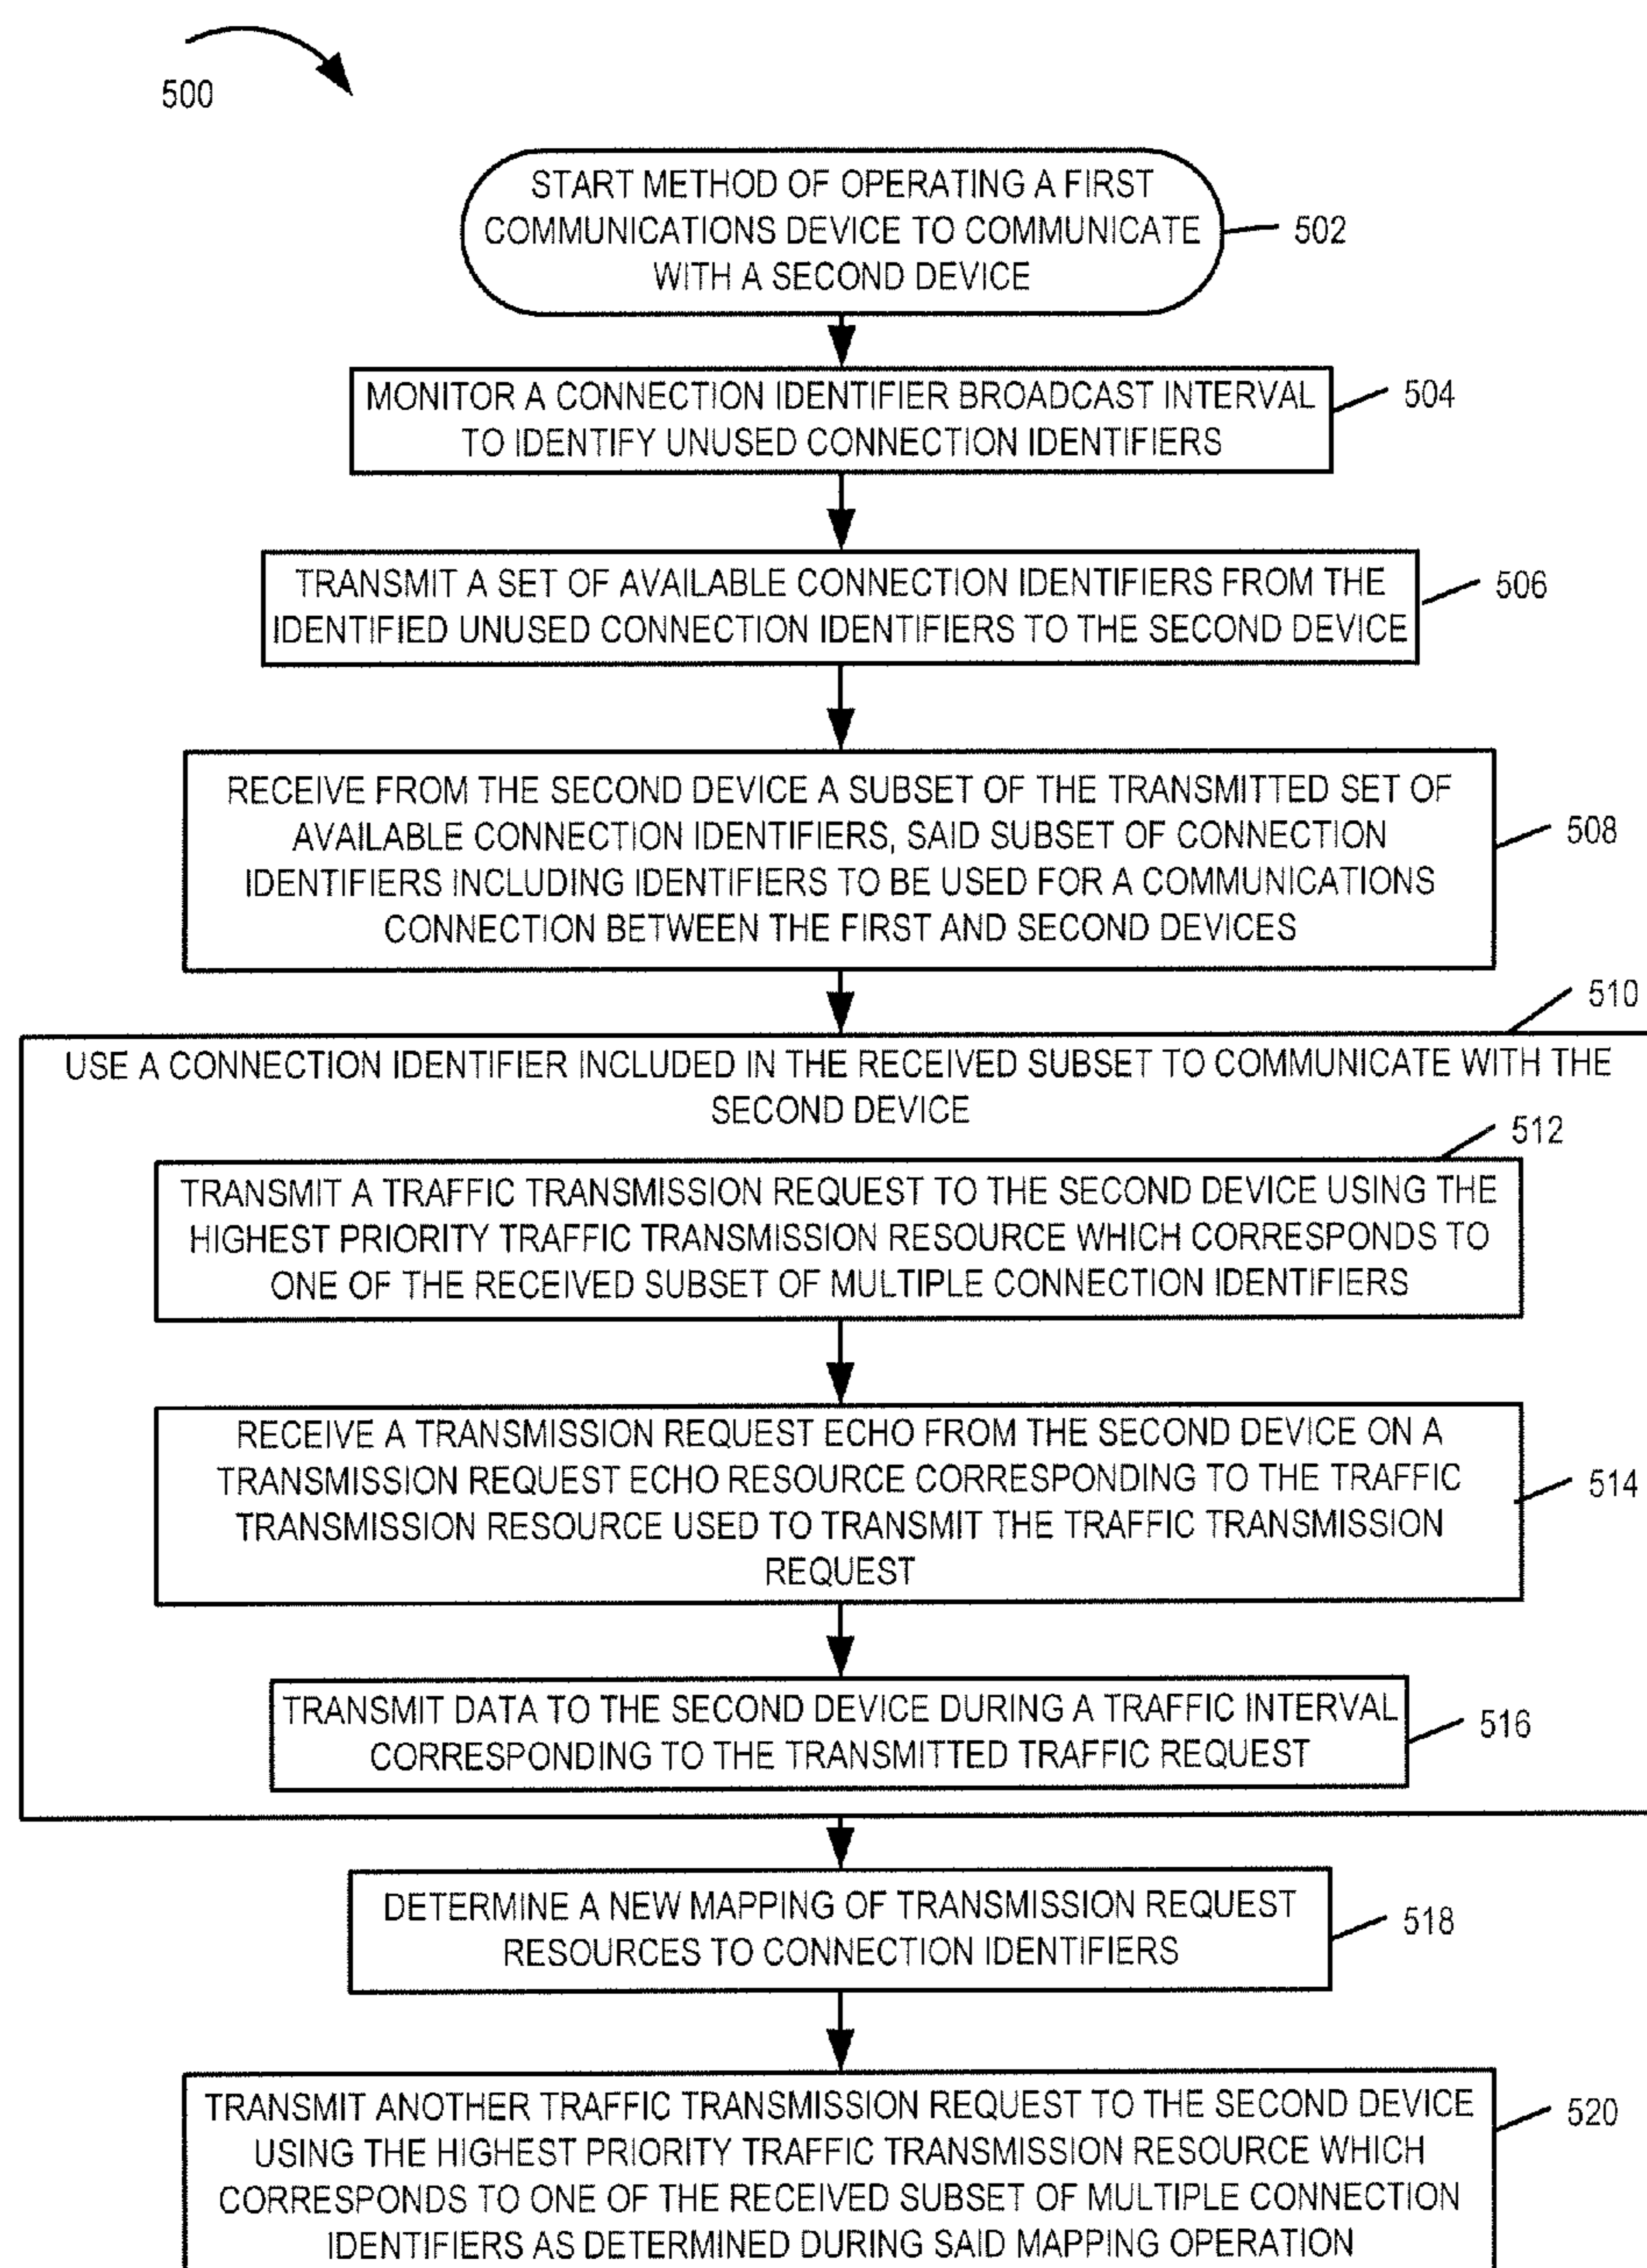 500
START METHOD OF OPERATING A FIRST
COMMUNICATIONS DEVICE TO COMMUNICATE
WITH A SECOND DEVICE
502
MONITOR A CONNECTION IDENTIFIER BROADCAST INTERVAL
TO IDENTIFY UNUSED CONNECTION IDENTIFIERS
504
TRANSMIT A SET OF AVAILABLE CONNECTION IDENTIFIERS FROM THE
IDENTIFIED UNUSED CONNECTION IDENTIFIERS TO THE SECOND DEVICE
506
RECEIVE FROM THE SECOND DEVICE A SUBSET OF THE TRANSMITTED SET OF
AVAILABLE CONNECTION IDENTIFIERS, SAID SUBSET OF CONNECTION
IDENTIFIERS INCLUDING IDENTIFIERS TO BE USED FOR A COMMUNICATIONS
CONNECTION BETWEEN THE FIRST AND SECOND DEVICES
508
510
USE A CONNECTION IDENTIFIER INCLUDED IN THE RECEIVED SUBSET TO COMMUNICATE WITH THE
SECOND DEVICE
512
TRANSMIT A TRAFFIC TRANSMISSION REQUEST TO THE SECOND DEVICE USING THE
HIGHEST PRIORITY TRAFFIC TRANSMISSION RESOURCE WHICH CORRESPONDS TO
ONE OF THE RECEIVED SUBSET OF MULTIPLE CONNECTION IDENTIFIERS
RECEIVE A TRANSMISSION REQUEST ECHO FROM THE SECOND DEVICE ON A
TRANSMISSION REQUEST ECHO RESOURCE CORRESPONDING TO THE TRAFFIC
TRANSMISSION RESOURCE USED TO TRANSMIT THE TRAFFIC TRANSMISSION
REQUEST
514
TRANSMIT DATA TO THE SECOND DEVICE DURING A TRAFFIC INTERVAL
CORRESPONDING TO THE TRANSMITTED TRAFFIC REQUEST
516
DETERMINE A NEW MAPPING OF TRANSMISSION REQUEST
RESOURCES TO CONNECTION IDENTIFIERS
518
TRANSMIT ANOTHER TRAFFIC TRANSMISSION REQUEST TO THE SECOND DEVICE
USING THE HIGHEST PRIORITY TRAFFIC TRANSMISSION RESOURCE WHICH
CORRESPONDS TO ONE OF THE RECEIVED SUBSET OF MULTIPLE CONNECTION
IDENTIFIERS AS DETERMINED DURING SAID MAPPING OPERATION
520